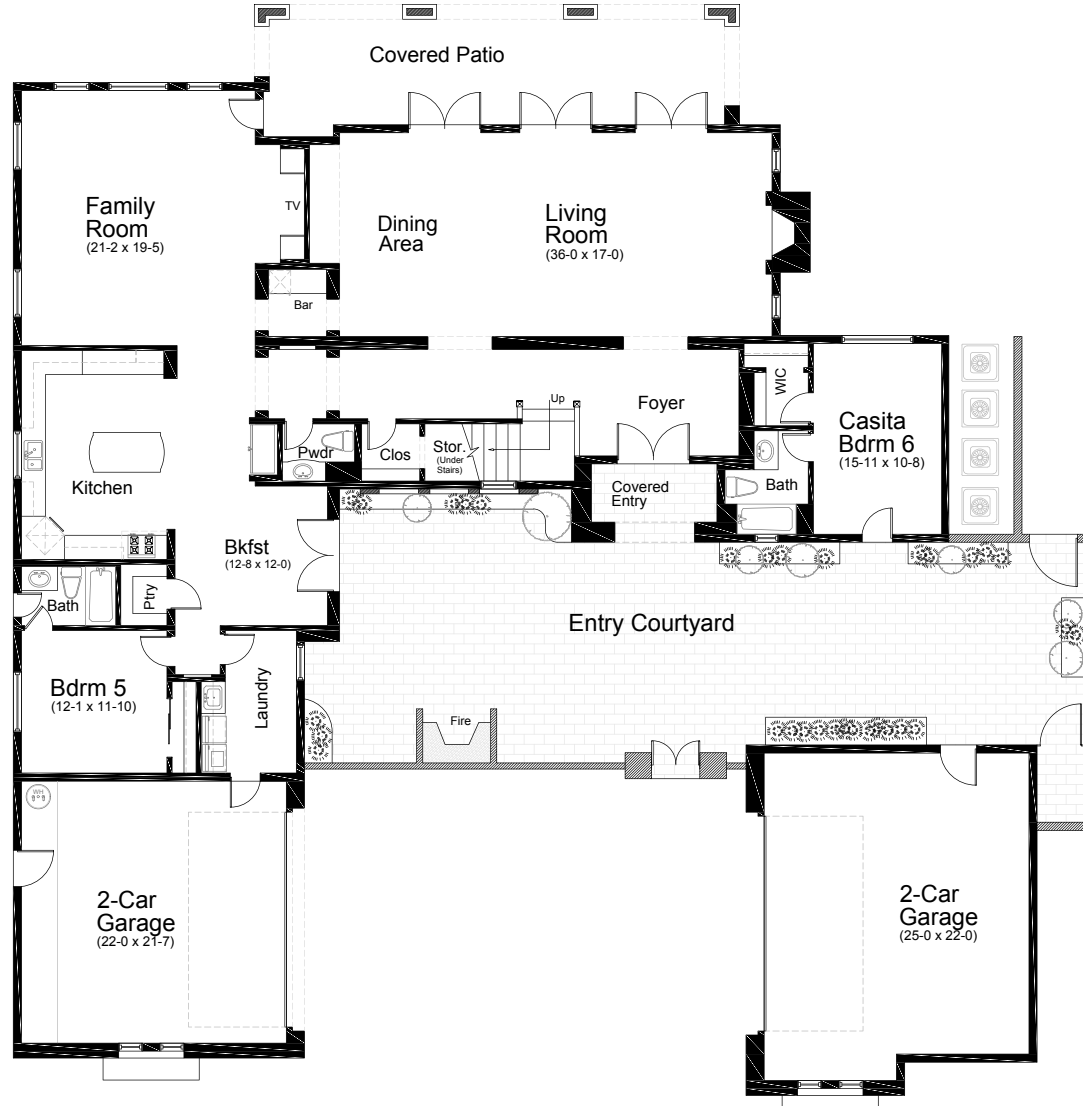 Covered Patio
Family
Room
(21-2 x 19-5)
TV
Dining
Area
Living
Room
(36-0 x 17-0)
Bar
WIC
Up
Foyer
Casita
Bdrm 6
(15-11 x 10-8)
Pwdr
Clos
Stor.
(Under
Stairs)
Kitchen
Covered
Entry
Bath
Bkfst
(12-8 x 12-0)
Bath
Ptry
Entry Courtyard
Bdrm 5
(12-1 x 11-10)
Laundry
Fire
WH
2-Car
Garage
(22-0 x 21-7)
2-Car
Garage
(25-0 x 22-0)